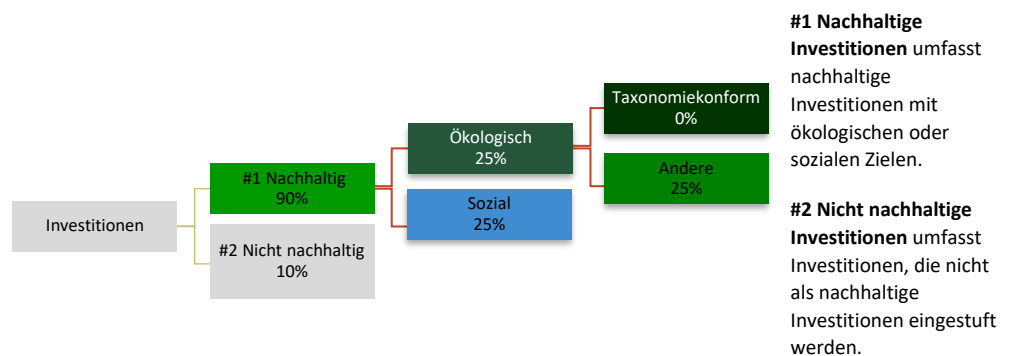 Investitionen
#1 Nachhaltig
90%
#2 Nicht nachhaltig
10%
Ökologisch
25%
Sozial
25%
Taxonomiekonform
0%
Andere
25%
#1 Nachhaltige
Investitionen umfasst
nachhaltige
Investitionen mit
ökologischen oder
sozialen Zielen.
#2 Nicht nachhaltige
Investitionen umfasst
Investitionen, die nicht
als nachhaltige
Investitionen eingestuft
werden.